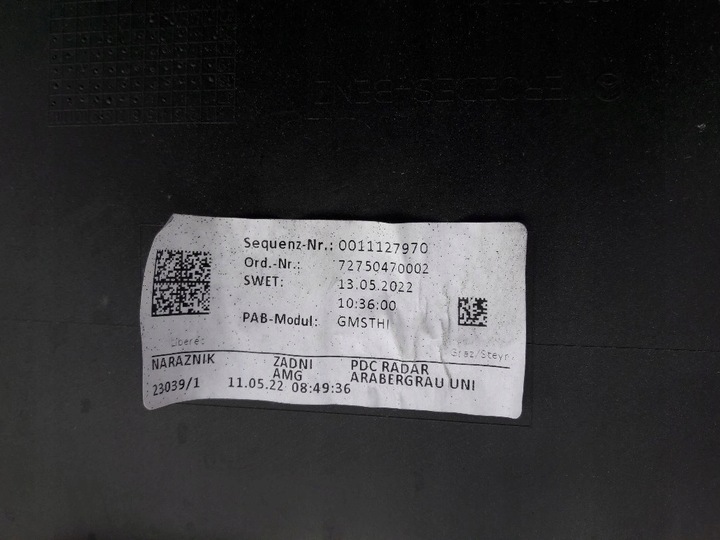 Sequenz-Nr.: 0011127970
Ord.-Nr.: 72750470002
SWET: 13.05.2022
10:36:00
PAB-Modul: GMSTHI
Liberec
Graz/Steyr
NARAZNIK ZADNI PDC RADAR
AMG ARABERGRAU UNI
23039/1 11.05.22 08:49:36